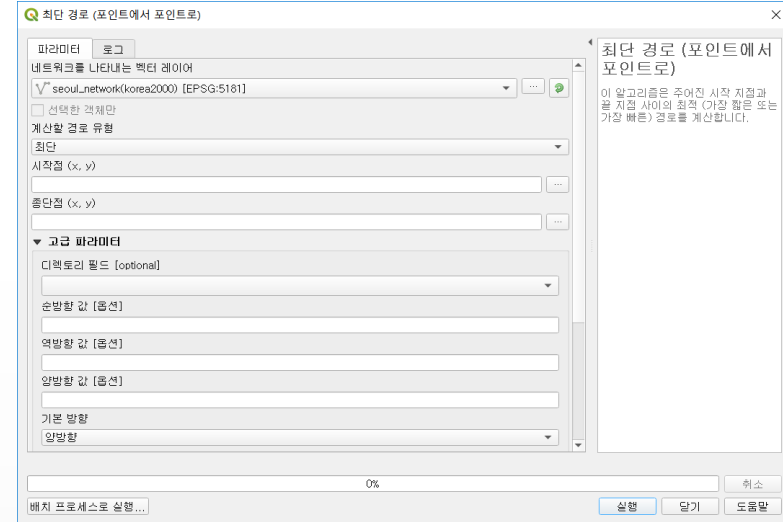 최단 경로 (포인트에서 포인트로)
파라미터 로그
네트워크를 나타내는 벡터 레이어
seoul_network(korea2000) [EPSG:5181]
...
선택한 객체만
계산할 경로 유형
최단
시작점 (x, y)
...
종단점 (x, y)
...
고급 파라미터
디렉토리 필드 [optional]
순방향 값 [옵션]
역방향 값 [옵션]
양방향 값 [옵션]
기본 방향
양방향
최단 경로 (포인트에서
포인트로)
이 알고리즘은 주어진 시작 지점과
끝 지점 사이의 최적 (가장 짧은 또는
가장 빠른) 경로를 계산합니다.
0%
취소
배치 프로세스로 실행...
실행
닫기
도움말